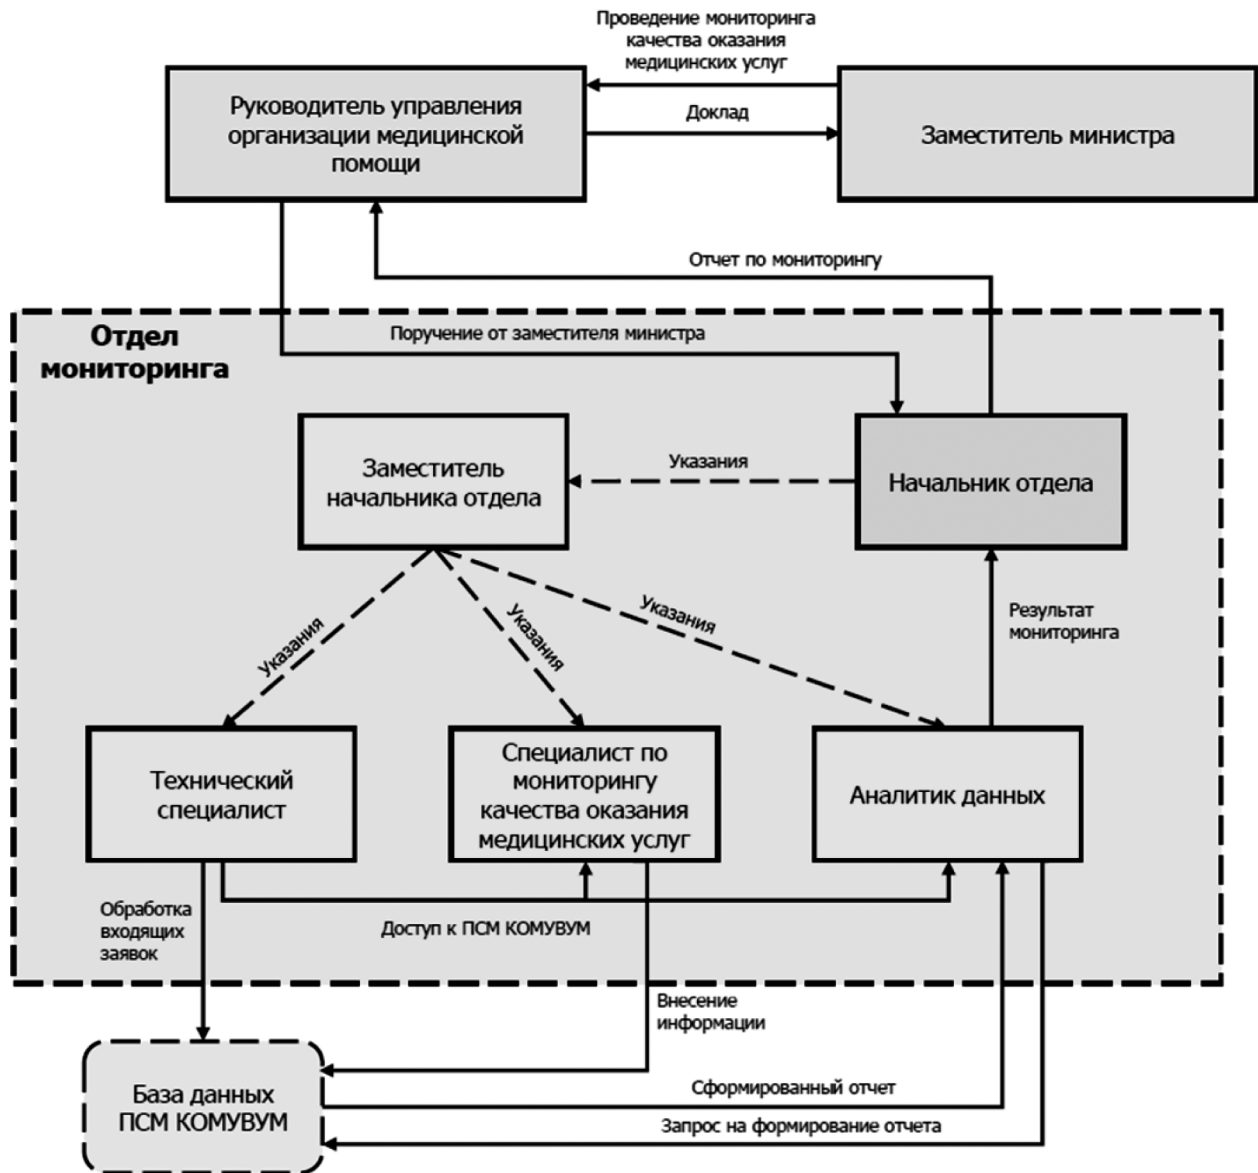 Проведение мониторинга
качества оказания
медицинских услуг
Руководитель управления
организации медицинской
помощи
Доклад
Заместитель министра
Отчет по мониторингу
Отдел
мониторинга
Поручение от заместителя министра
Заместитель
начальника отдела
Указания
Начальник отдела
Указания
Указания
Указания
Результат
мониторинга
Технический
специалист
Специалист по
мониторингу
качества оказания
медицинских услуг
Аналитик данных
Обработка
входящих
заявок
Доступ к ПСМ КОМУВУМ
Внесение
информации
База данных
ПСМ КОМУВУМ
Сформированный отчет
Запрос на формирование отчета